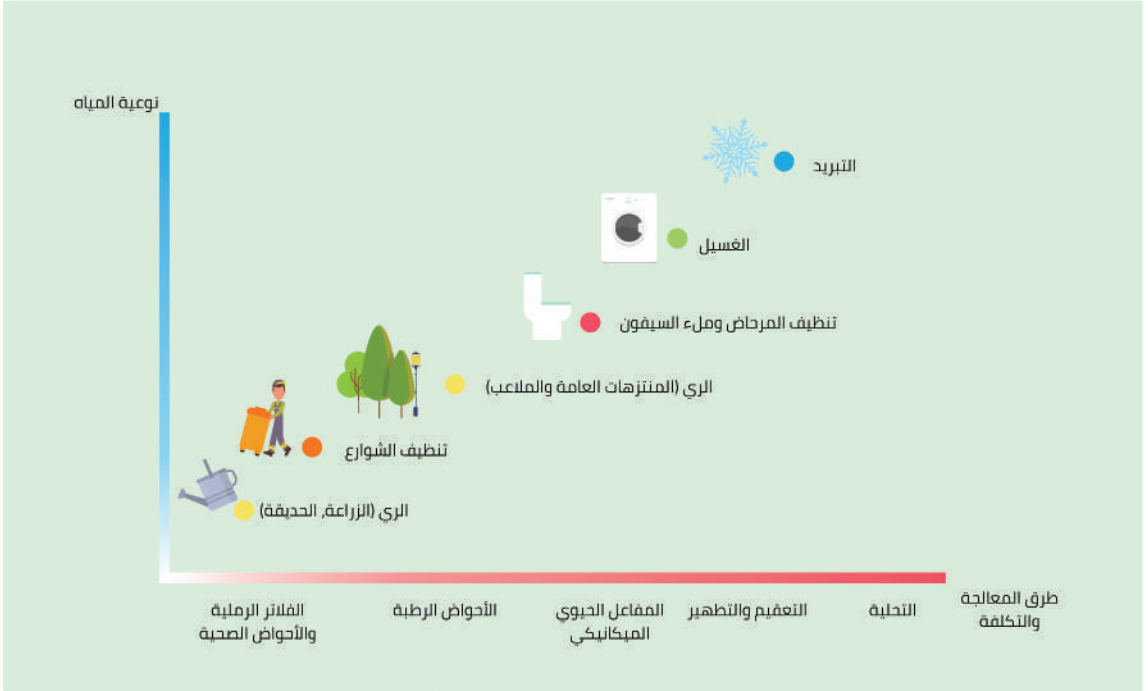 نوعية المياه
التبريد
الغسيل
تنظيف المرحاض وملء السيفون
الري (المنتزهات العامة والملاعب)
تنظيف الشوارع
الري (الزراعة, الحديقة)
طرق المعالجة
والتكلفة
التحلية
التعقيم والتطهير
المفاعل الحيوي
الميكانيكي
الأحواض الرطبة
الفلاتر الرملية
والأحواض الصحية